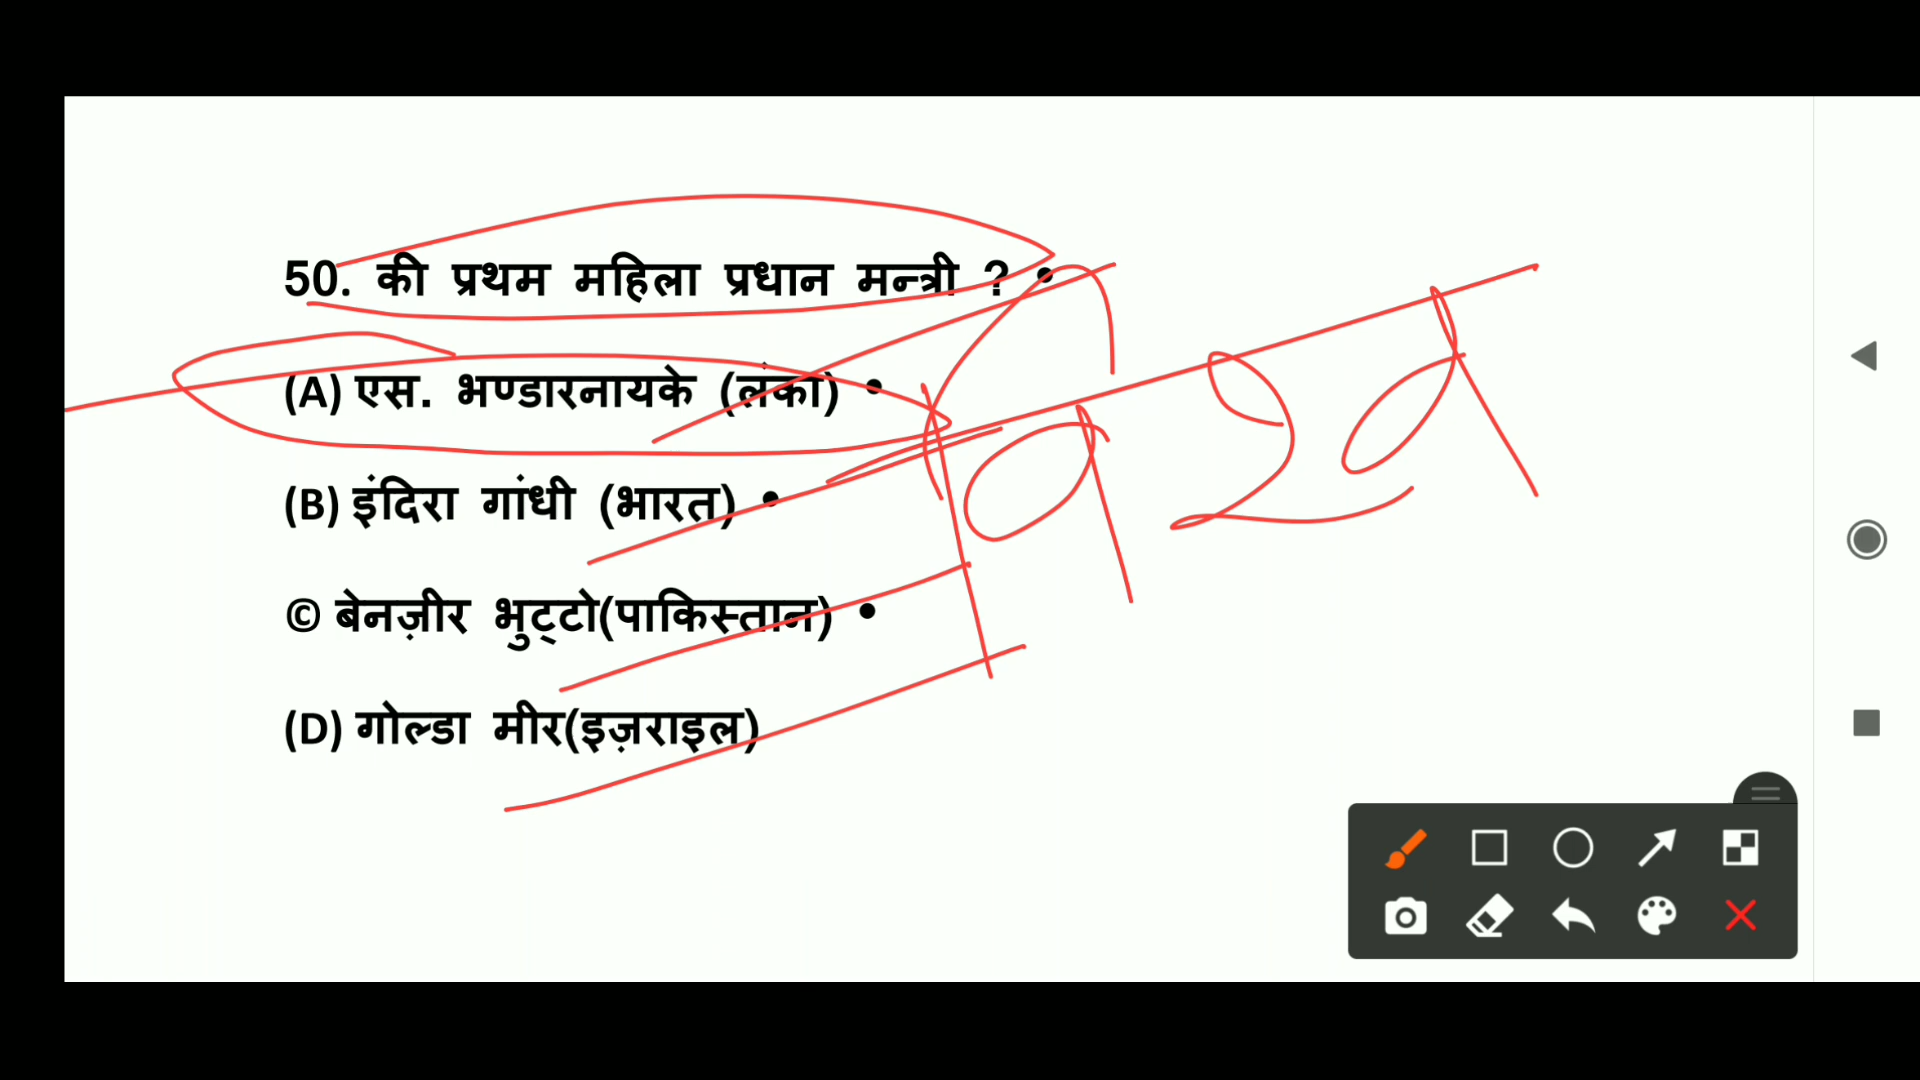 50. की प्रथम महिला प्रधान मन्त्री ? •
(A) एस. भण्डारनायके (लंका) •
(B) इंदिरा गांधी (भारत) •
© बेनज़ीर भुट्टो(पाकिस्तान) •
(D) गोल्डा मीर(इज़राइल)
विश्व